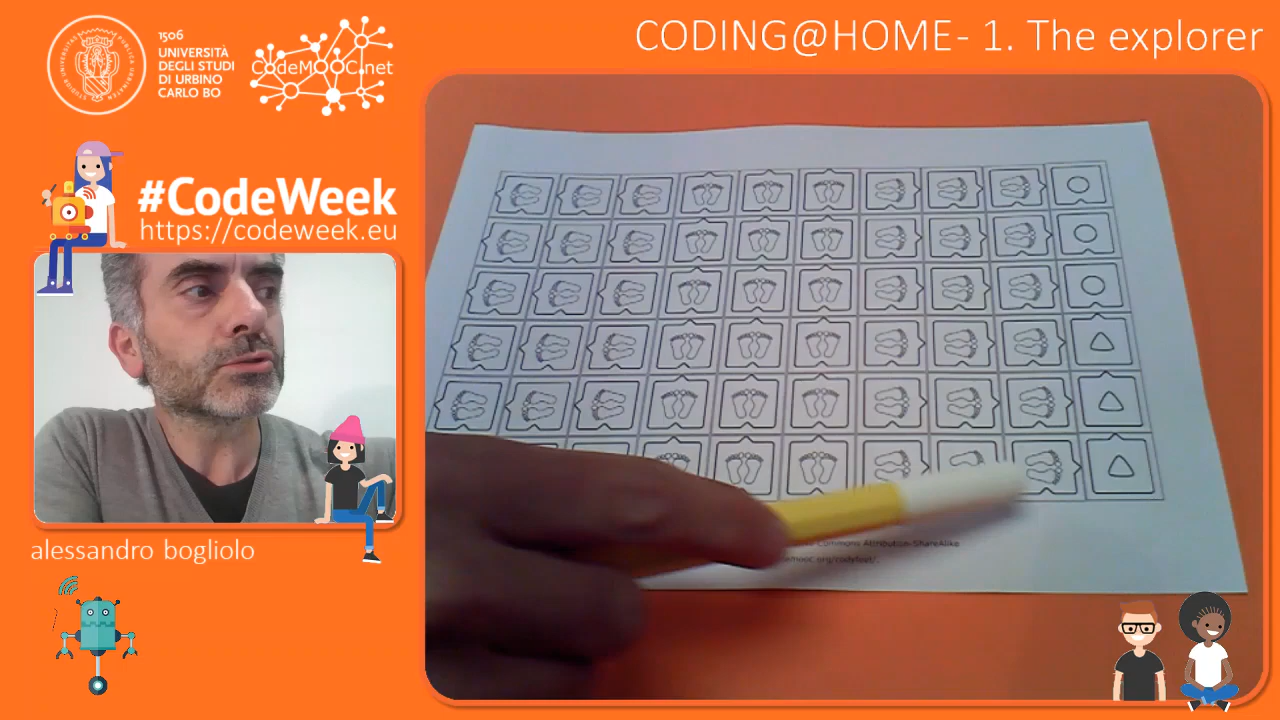 CODING@HOME- 1. The explorer
1506
UNIVERSITÀ
DEGLI STUDI
DI URBINO
CARLO BO
CodeMOOC.net
#CodeWeek
https://codeweek.eu
alessandro bogliolo
Commons Attribution-ShareAlike